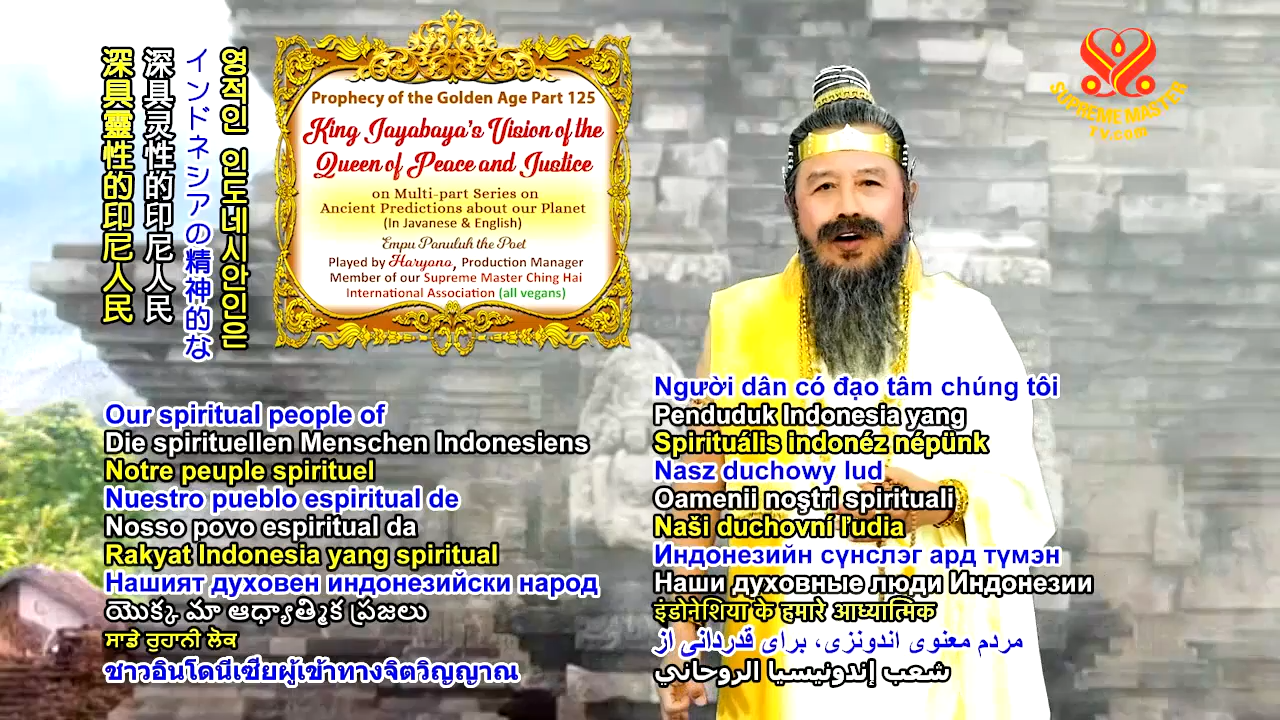 深具靈性的印尼人民
深具灵性的印尼人民
インドネシアの精神的な
영적인 인도네시안인은
Prophecy of the Golden Age Part 125
King Jayabaya's Vision of the
Queen of Peace and Justice
on Multi-part Series on
Ancient Predictions about our Planet
(In Javanese & English)
Empu Panuluh the Poet
Played by Haryono, Production Manager
Member of our Supreme Master Ching Hai
International Association (all vegans)
SUPREME MASTER
TV.com
Our spiritual people of
Die spirituellen Menschen Indonesiens
Notre peuple spirituel
Nuestro pueblo espiritual de
Nosso povo espiritual da
Rakyat Indonesia yang spiritual
Нашият духовен индонезийски народ
యొక్క మా ఆధ్యాత్మిక ప్రజలు
ਸਾਡੇ ਰੂਹਾਨੀ ਲੋਕ
ชาวอินโดนีเซียผู้เข้าทางจิตวิญญาณ
Người dân có đạo tâm chúng tôi
Penduduk Indonesia yang
Spirituális indonéz népünk
Nasz duchowy lud
Oamenii noştri spirituali
Naši duchovní ľudia
Индонезийн сүнслэг ард түмэн
Наши духовные люди Индонезии
इंडोनेशिया के हमारे आध्यात्मिक
مردم معنوی اندونزی، برای قدردانی از
شعب إندونيسيا الروحاني